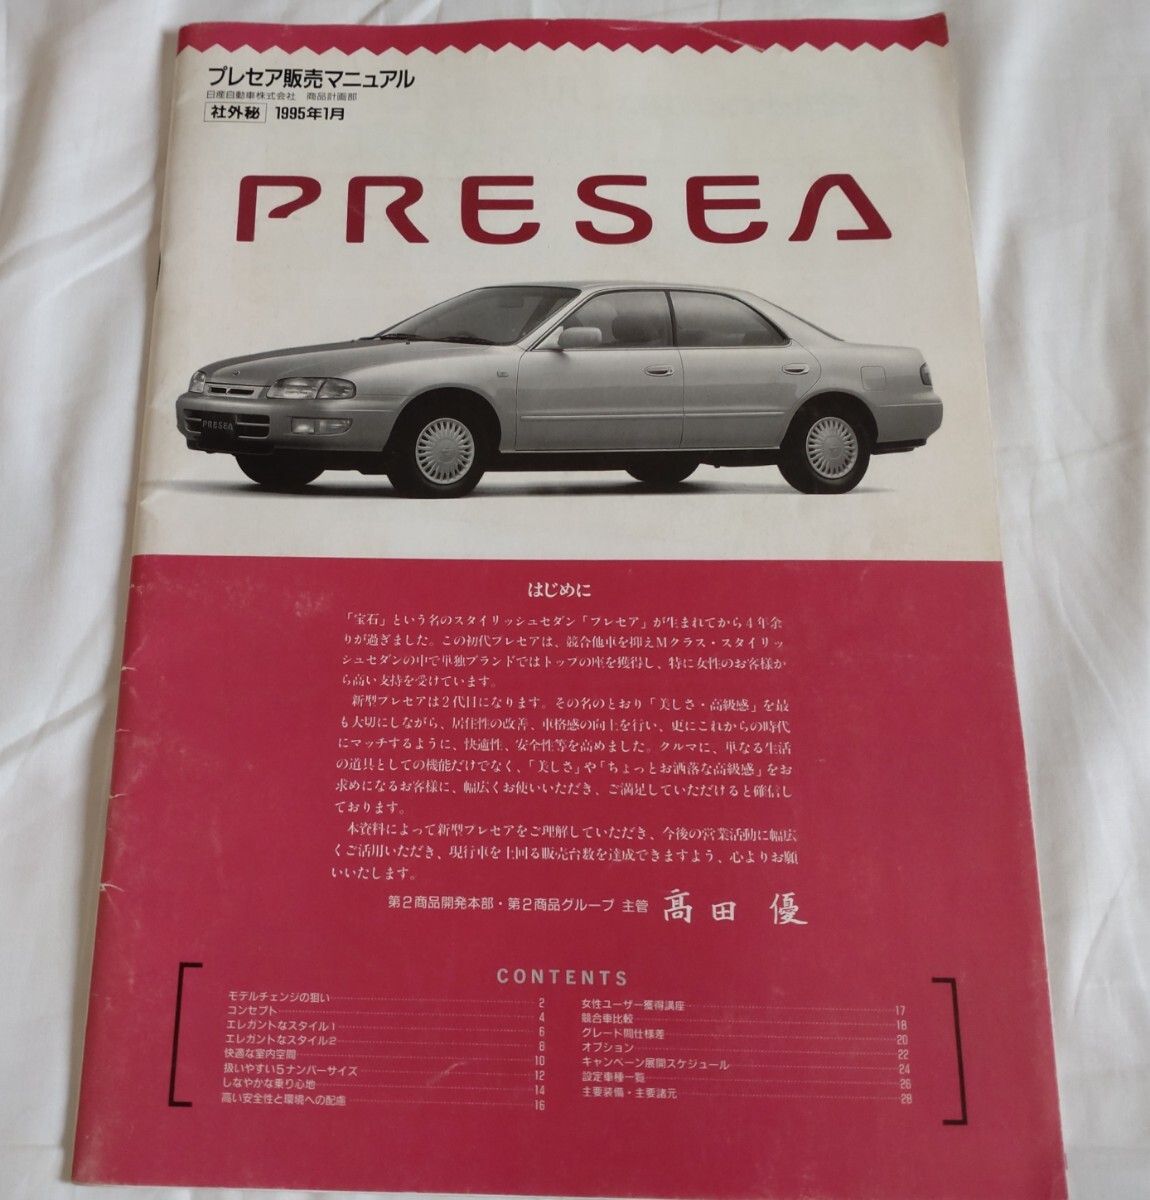 プレセア販売マニュアル
日産自動車株式会社 商品計画部
社外秘 1995年1月
PRESEA
PRESEA
はじめに
「宝石」という名のスタイリッシュセダン「プレセア」が生まれてから4年余
りが過ぎました。この初代プレセアは、競合他車を抑えMクラス・スタイリッ
シュセダンの中で単独ブランドではトップの座を獲得し、特に女性のお客様か
ら高い支持を受けています。
新型プレセアは2代目になります。その名のとおり「美しさ・高級感」を最
も大切にしながら、居住性の改善、車格感の向上を行い、更にこれからの時代
にマッチするように、快適性、安全性等を高めました。クルマに、単なる生活
の道具としての機能だけでなく、「美しさ」や「ちょっとお洒落な高級感」をお
求めになるお客様に、幅広くお使いいただき、ご満足していただけると確信し
ております。
本資料によって新型プレセアをご理解していただき、今後の営業活動に幅広
くご活用いただき、現行車を上回る販売台数を達成できますよう、心よりお願
いいたします。
第2商品開発本部・第2商品グループ 主管 髙田 優
CONTENTS
モデルチェンジの狙い 2
コンセプト 4
エレガントなスタイル1 6
エレガントなスタイル2 8
快適な室内空間 10
扱いやすい5ナンバーサイズ 12
しなやかな乗り心地 14
高い安全性と環境への配慮 16
女性ユーザー獲得講座 17
競合車比較 18
グレード間仕様差 20
オプション 22
キャンペーン展開スケジュール 24
設定車種一覧 26
主要装備・主要諸元 28